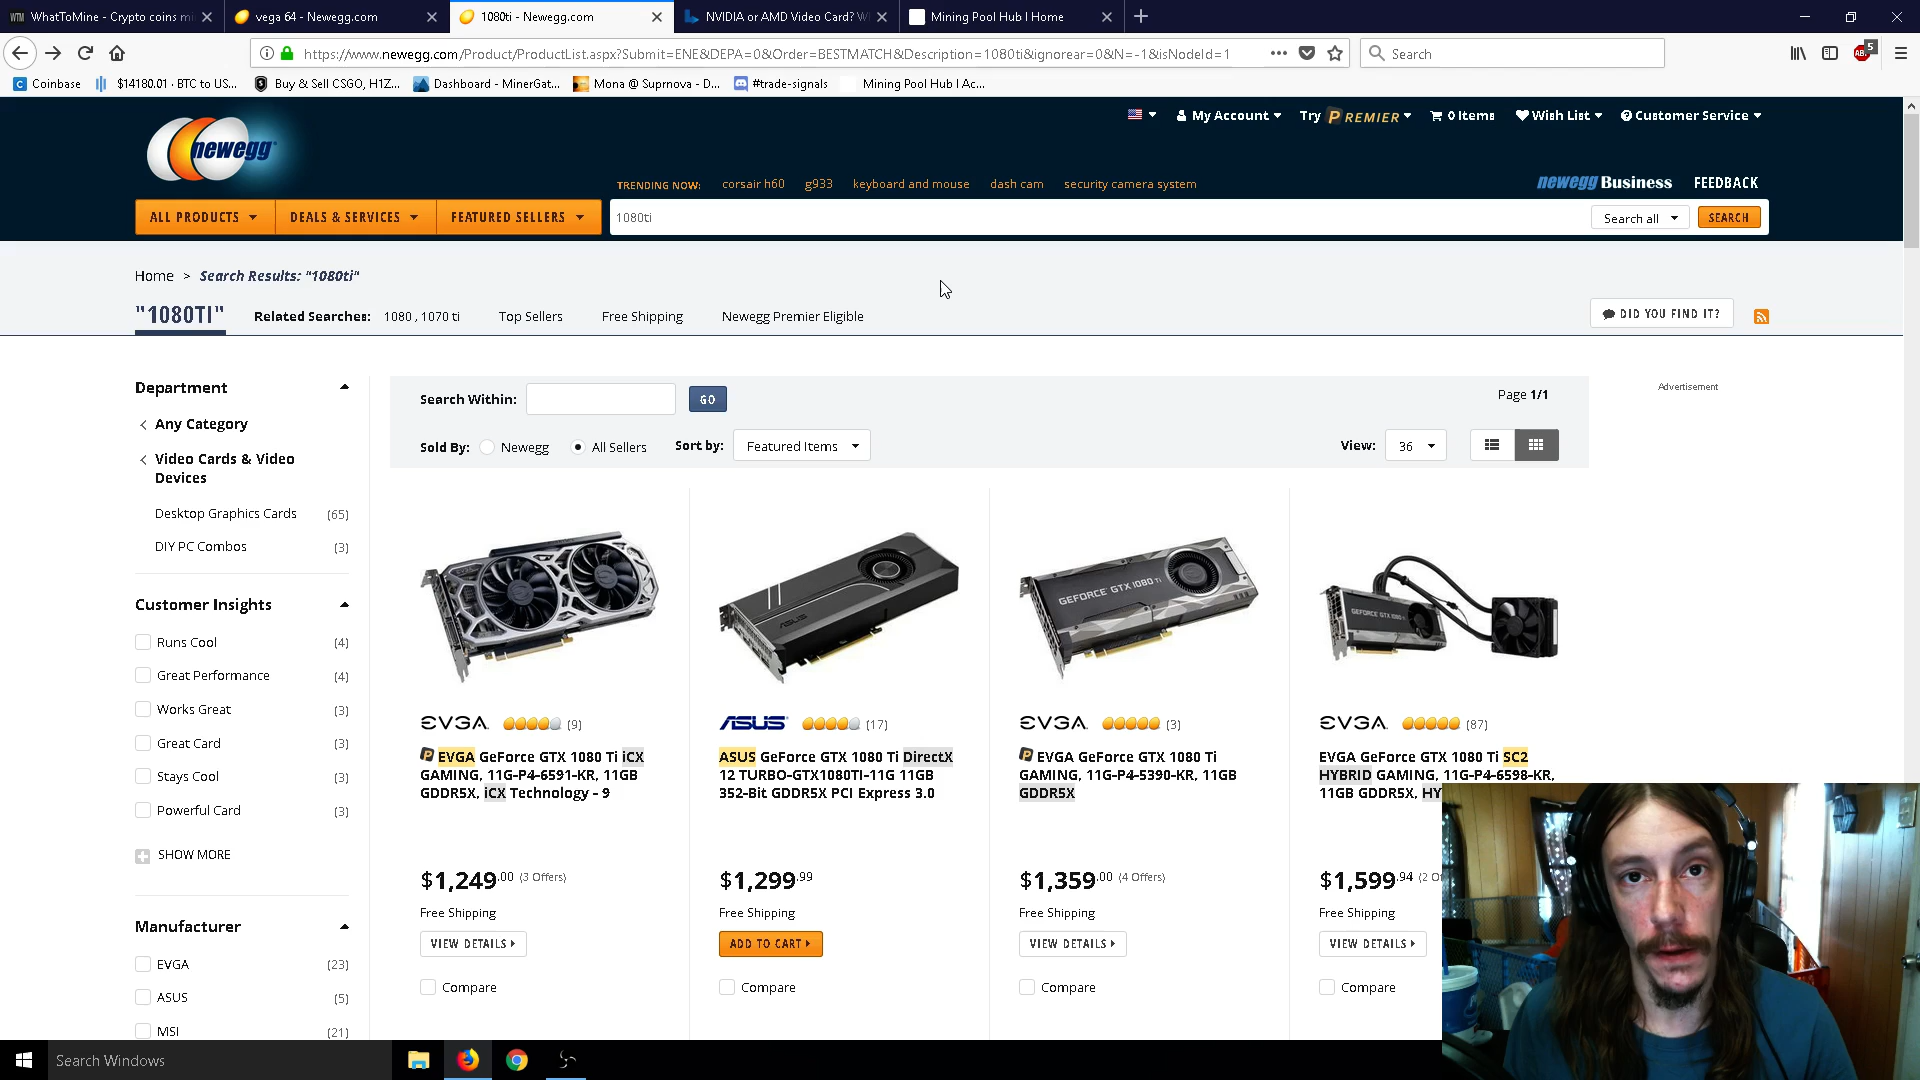 WhatToMine - Crypto coins mi
vega 64 - Newegg.com
1080ti - Newegg.com
NVIDIA or AMD Video Card? W
Mining Pool Hub | Home
https://www.newegg.com/Product/ProductList.aspx?Submit=ENE&DEPA=0&Order=BESTMATCH&Description=1080ti&ignorear=0&N=-1&isNodeId=1
Search
5
Coinbase
$14180.01 · BTC to US...
Buy & Sell CSGO, H1Z...
Dashboard - MinerGat...
Mona @ Suprnova - D...
#trade-signals
Mining Pool Hub | Ac...
My Account
Try PREMIER
0 Items
Wish List
Customer Service
newegg
TRENDING NOW:
corsair h60
g933
keyboard and mouse
dash cam
security camera system
newegg Business
FEEDBACK
ALL PRODUCTS
DEALS & SERVICES
FEATURED SELLERS
1080ti
Search all
SEARCH
Home > Search Results: "1080ti"
"1080TI"
Related Searches: 1080 , 1070 ti
Top Sellers
Free Shipping
Newegg Premier Eligible
DID YOU FIND IT?
Department
Any Category
Video Cards & Video
Devices
Desktop Graphics Cards (65)
DIY PC Combos (3)
Customer Insights
Runs Cool (4)
Great Performance (4)
Works Great (3)
Great Card (3)
Stays Cool (3)
Powerful Card (3)
SHOW MORE
Manufacturer
EVGA (23)
ASUS (5)
MSI (21)
Search Within:
GO
Page 1/1
Sold By: Newegg All Sellers
Sort by: Featured Items
View: 36
Advertisement
EVGA (9)
EVGA GeForce GTX 1080 Ti iCX
GAMING, 11G-P4-6591-KR, 11GB
GDDR5X, iCX Technology - 9
$1,249.00 (3 Offers)
Free Shipping
VIEW DETAILS
Compare
ASUS
ASUS (17)
ASUS GeForce GTX 1080 Ti DirectX
12 TURBO-GTX1080TI-11G 11GB
352-Bit GDDR5X PCI Express 3.0
$1,299.99
Free Shipping
ADD TO CART
Compare
GEFORCE GTX 1080 Ti
EVGA (3)
EVGA GeForce GTX 1080 Ti
GAMING, 11G-P4-5390-KR, 11GB
GDDR5X
$1,359.00 (4 Offers)
Free Shipping
VIEW DETAILS
Compare
GEFORCE GTX 1080 Ti
EVGA (87)
EVGA GeForce GTX 1080 Ti SC2
HYBRID GAMING, 11G-P4-6598-KR,
11GB GDDR5X, HY
$1,599.94 (2 Of
Free Shipping
VIEW DETAILS
Compare
Search Windows